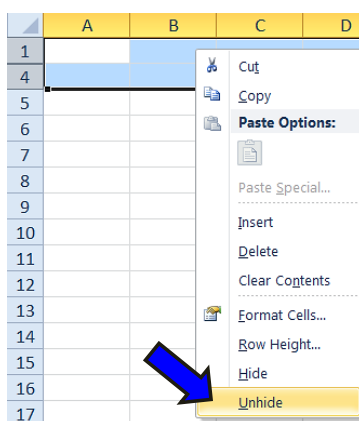 A B C D
1
4
5
6
7
8
9
10
11
12
13
14
15
16
17
Cut
Copy
Paste Options:
Paste Special...
Insert
Delete
Clear Contents
Format Cells...
Row Height...
Hide
Unhide